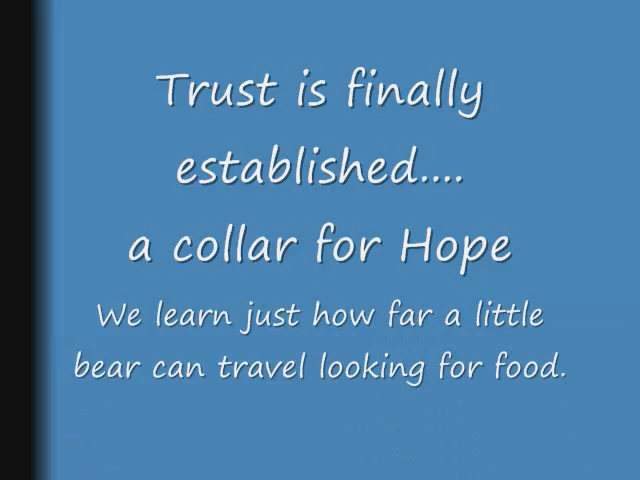 Trust is finally
established....
a collar for Hope
We learn just how far a little
bear can travel looking for food.